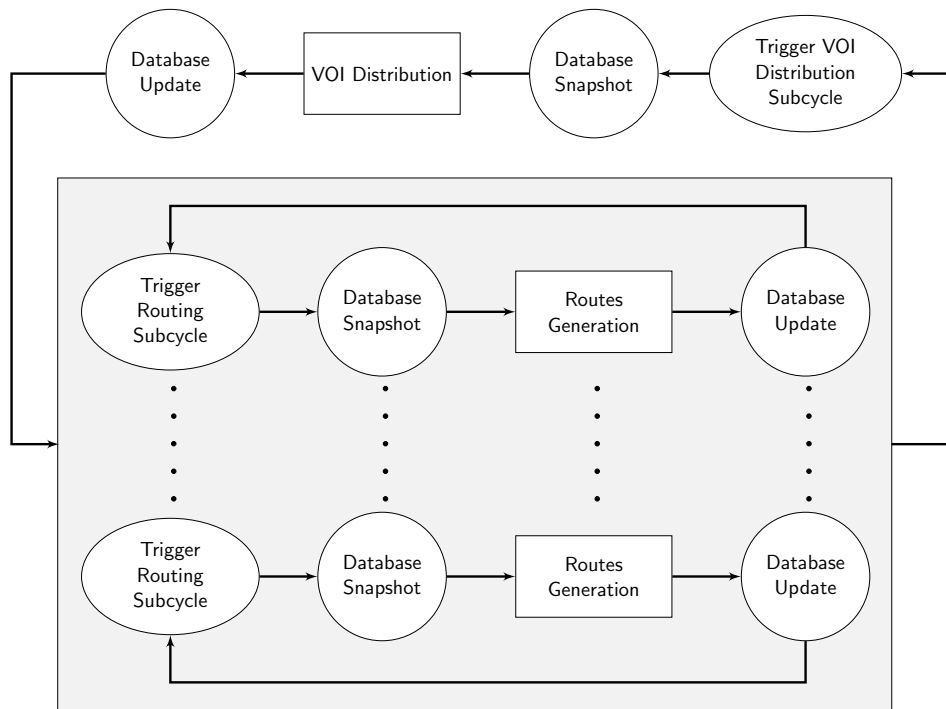 Database
Update
VOI Distribution
Database
Snapshot
Trigger VOI
Distribution
Subcycle
Trigger
Routing
Subcycle
Database
Snapshot
Routes
Generation
Database
Update
Trigger
Routing
Subcycle
Database
Snapshot
Routes
Generation
Database
Update